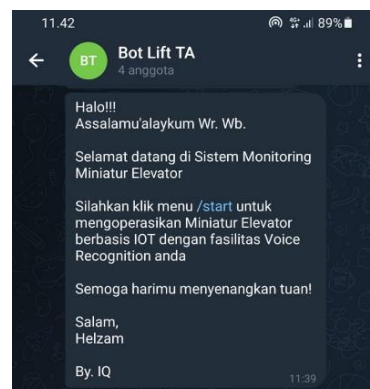 11.42 89%
BT Bot Lift TA
4 anggota
Halo!!!
Assalamu'alaykum Wr. Wb.
Selamat datang di Sistem Monitoring
Miniatur Elevator
Silahkan klik menu /start untuk
mengoperasikan Miniatur Elevator
berbasis IOT dengan fasilitas Voice
Recognition anda
Semoga harimu menyenangkan tuan!
Salam,
Helzam
By. IQ 11:39